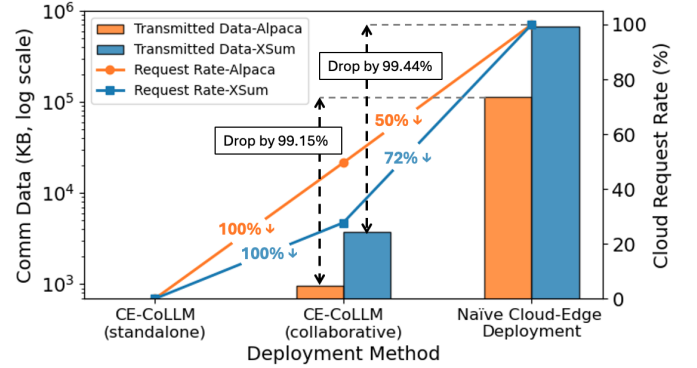 Comm Data (KB, log scale)
10^6
10^5
10^4
10^3
Transmitted Data-Alpaca
Transmitted Data-XSum
Request Rate-Alpaca
Request Rate-XSum
Drop by 99.44%
Drop by 99.15%
50% ↓
72% ↓
100% ↓
100% ↓
100
80
60
40
20
0
Cloud Request Rate (%)
CE-CoLLM
(standalone)
CE-CoLLM
(collaborative)
Naïve Cloud-Edge
Deployment
Deployment Method